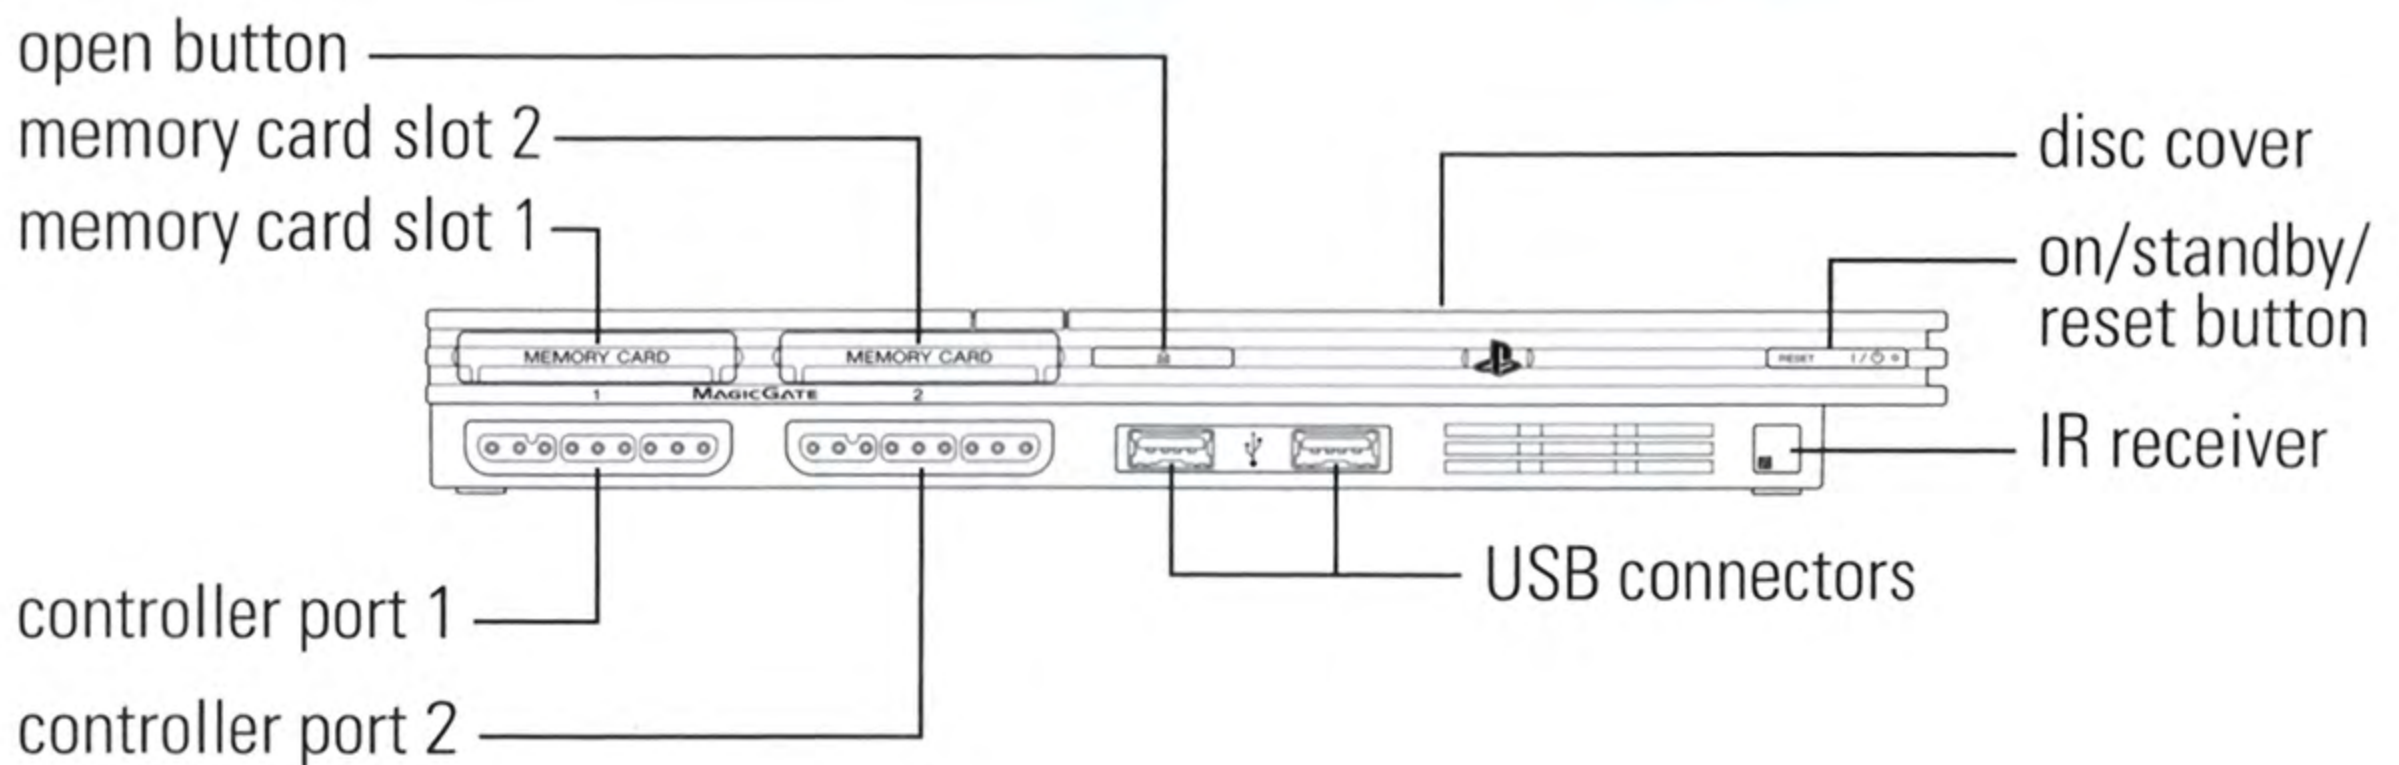 open button
memory card slot 2
memory card slot 1
disc cover
on/standby/
reset button
MEMORY CARD
MEMORY CARD
RESET
1
MAGICGATE
2
IR receiver
USB connectors
controller port 1
controller port 2